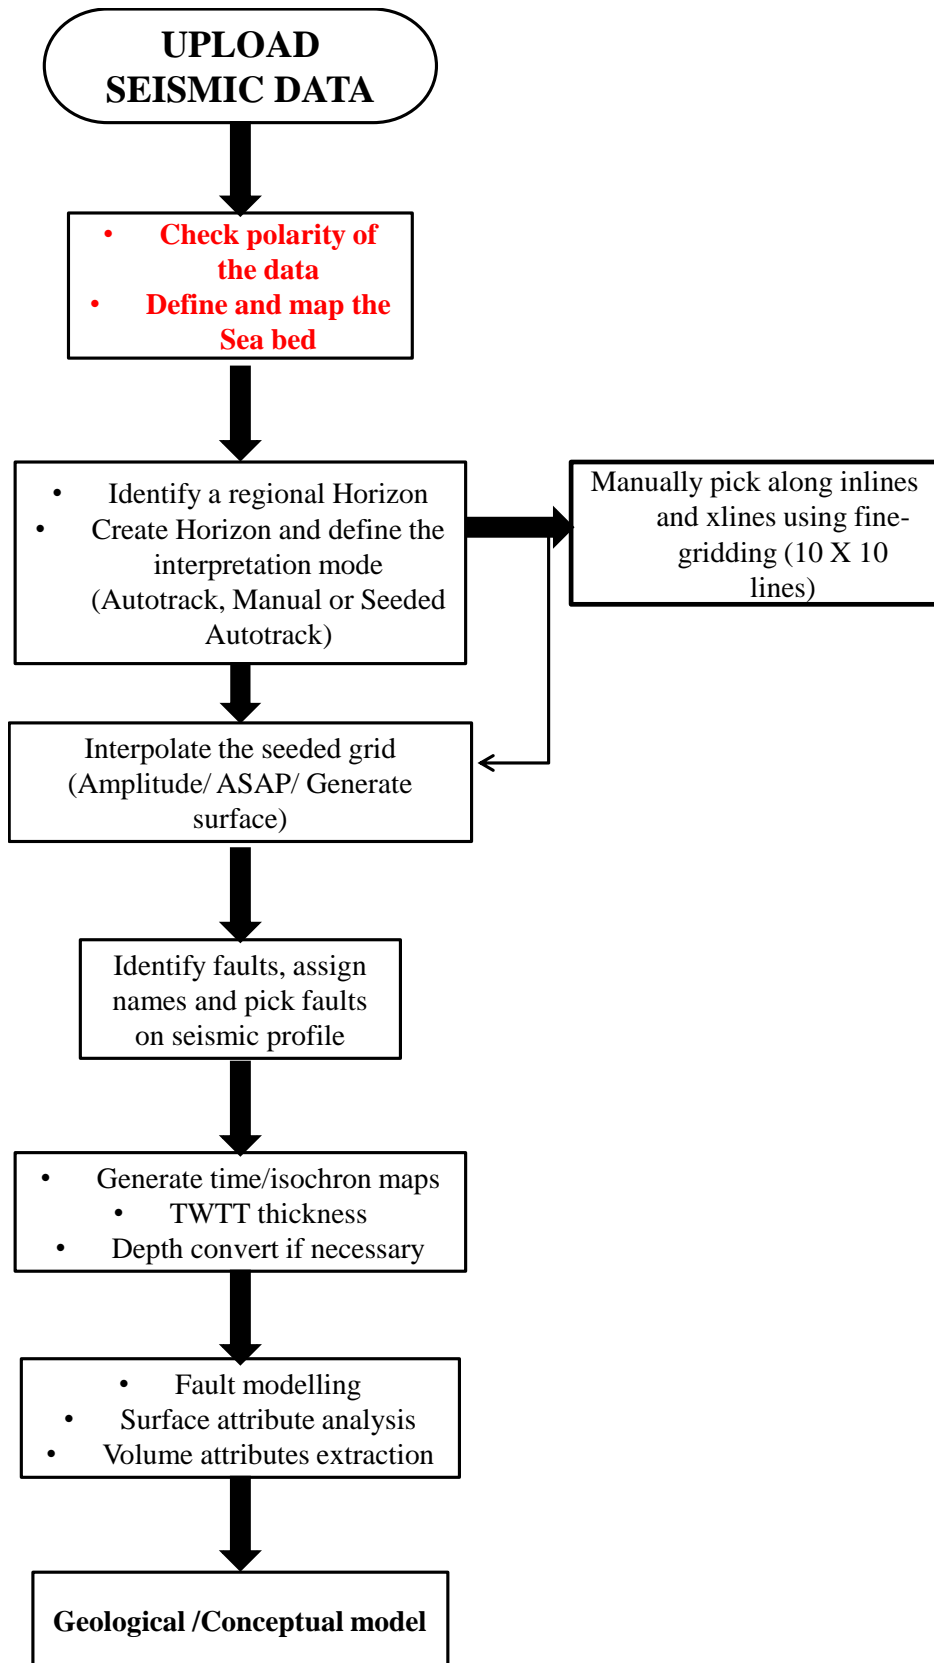 UPLOAD
SEISMIC DATA
• Check polarity of
the data
• Define and map the
Sea bed
• Identify a regional Horizon
• Create Horizon and define the
interpretation mode
(Autotrack, Manual or Seeded
Autotrack)
Manually pick along inlines
and xlines using fine-
gridding (10 X 10
lines)
Interpolate the seeded grid
(Amplitude/ ASAP/ Generate
surface)
Identify faults, assign
names and pick faults
on seismic profile
• Generate time/isochron maps
• TWTT thickness
• Depth convert if necessary
• Fault modelling
• Surface attribute analysis
• Volume attributes extraction
Geological /Conceptual model